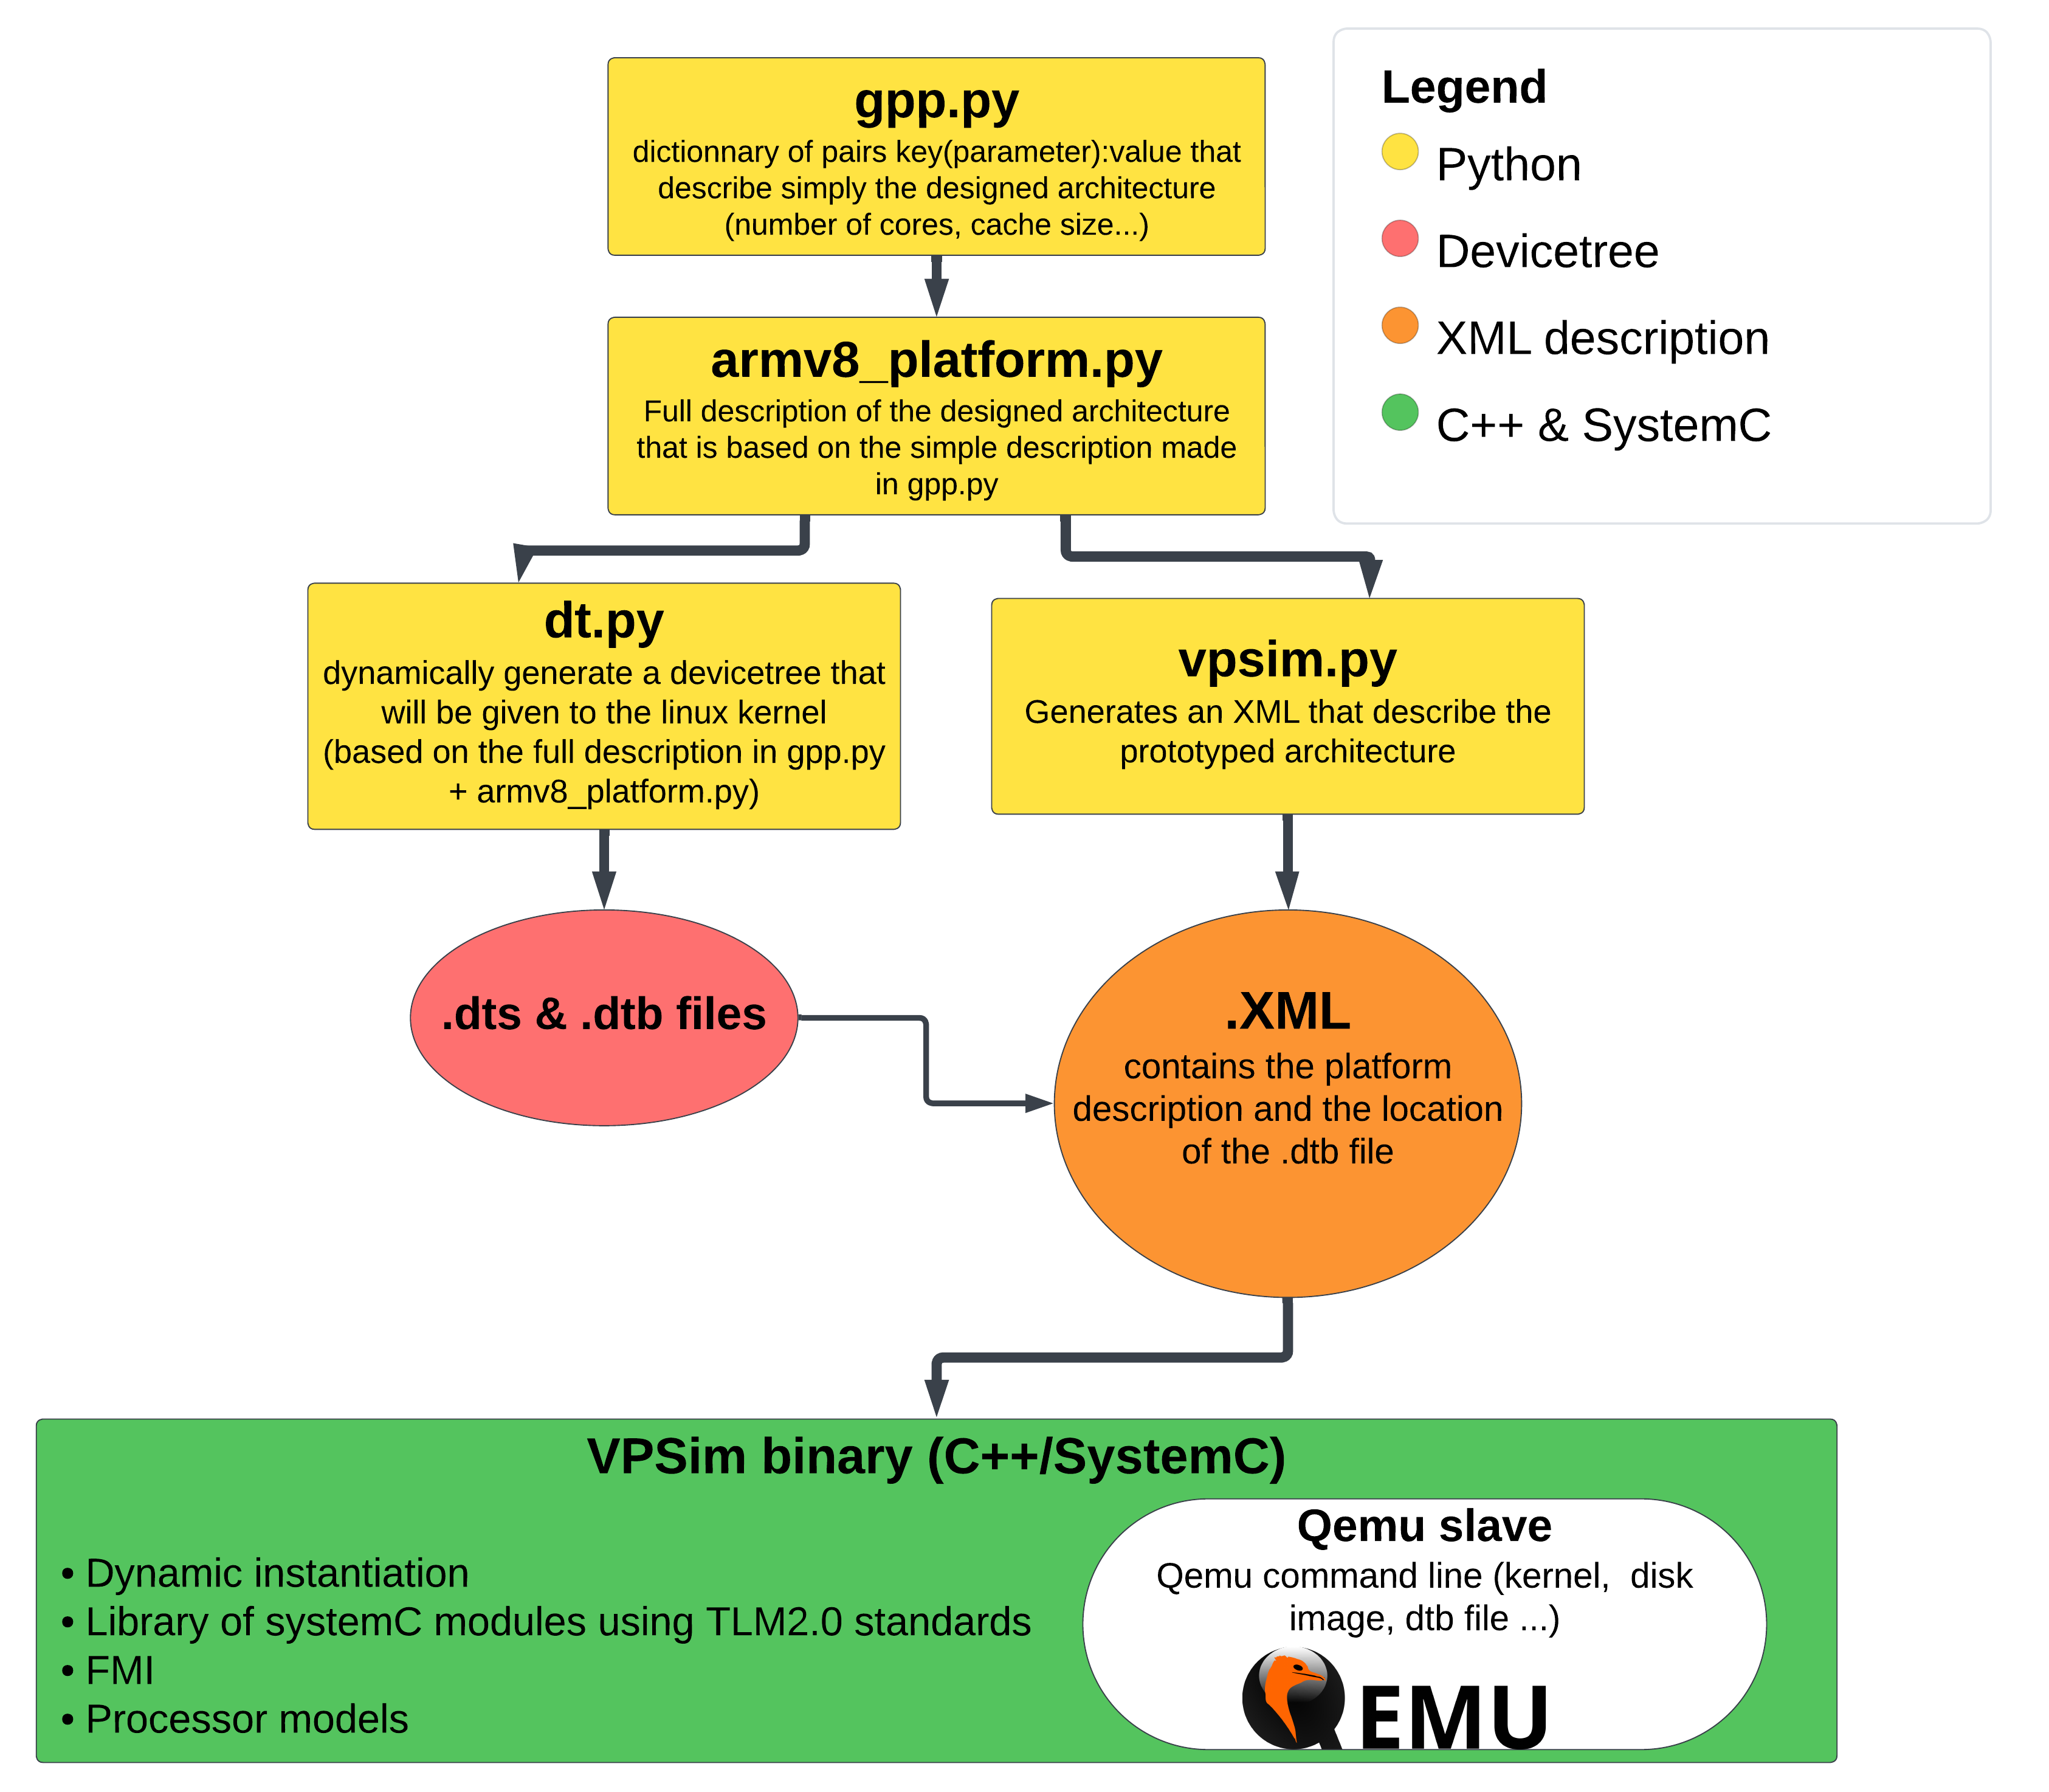 gpp.py
dictionnary of pairs key(parameter):value that
describe simply the designed architecture
(number of cores, cache size...)
Legend
Python
Devicetree
XML description
C++ & SystemC
armv8_platform.py
Full description of the designed architecture
that is based on the simple description made
in gpp.py
dt.py
dynamically generate a devicetree that
will be given to the linux kernel
(based on the full description in gpp.py
+ armv8_platform.py)
vpsim.py
Generates an XML that describe the
prototyped architecture
.dts & .dtb files
.XML
contains the platform
description and the location
of the .dtb file
VPSim binary (C++/SystemC)
• Dynamic instantiation
• Library of systemC modules using TLM2.0 standards
• FMI
• Processor models
Qemu slave
Qemu command line (kernel,  disk
image, dtb file ...)
QEMU